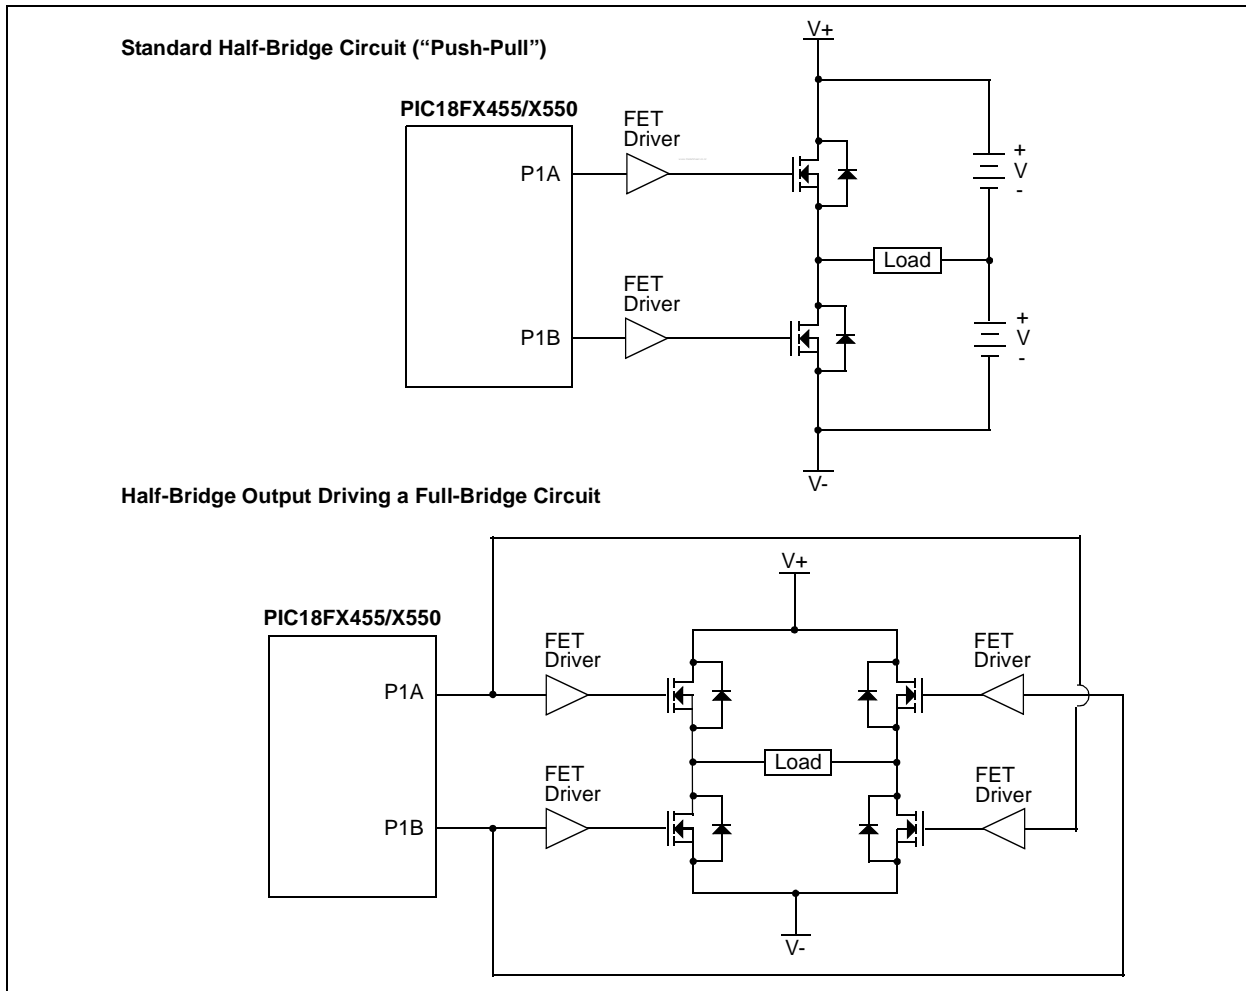 Standard Half-Bridge Circuit (“Push-Pull”)
V+
PIC18FX455/X550
FET
Driver
P1A
+
V
-
Load
FET
Driver
P1B
+
V
-
V-
Half-Bridge Output Driving a Full-Bridge Circuit
V+
PIC18FX455/X550
FET
Driver
FET
Driver
P1A
Load
FET
Driver
FET
Driver
P1B
V-